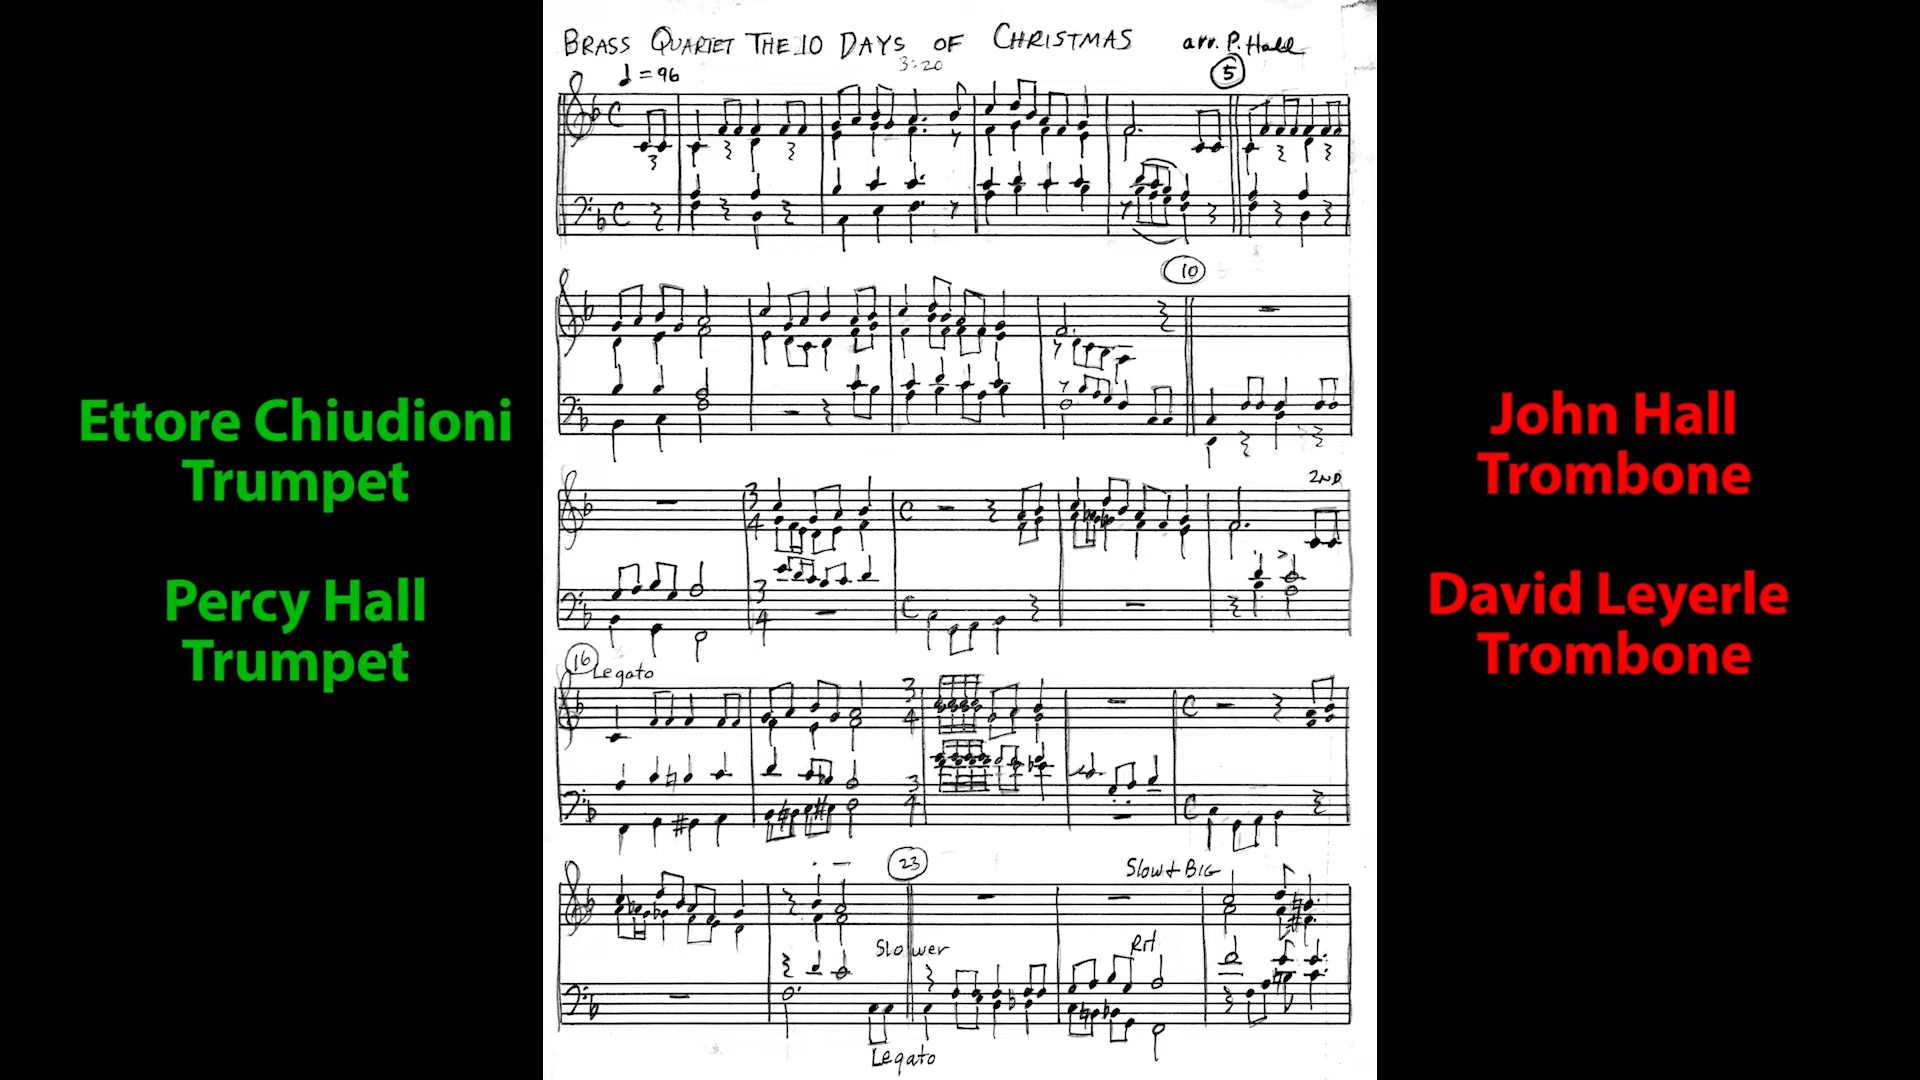 BRASS QUARTET THE 10 DAYS OF CHRISTMAS arr. P. Hall
3:20
♩ = 96
5
10
2ND
16
Legato
23
Slow + BIG
Slower
Rit
Legato
Ettore Chiudioni
Trumpet
Percy Hall
Trumpet
John Hall
Trombone
David Leyerle
Trombone